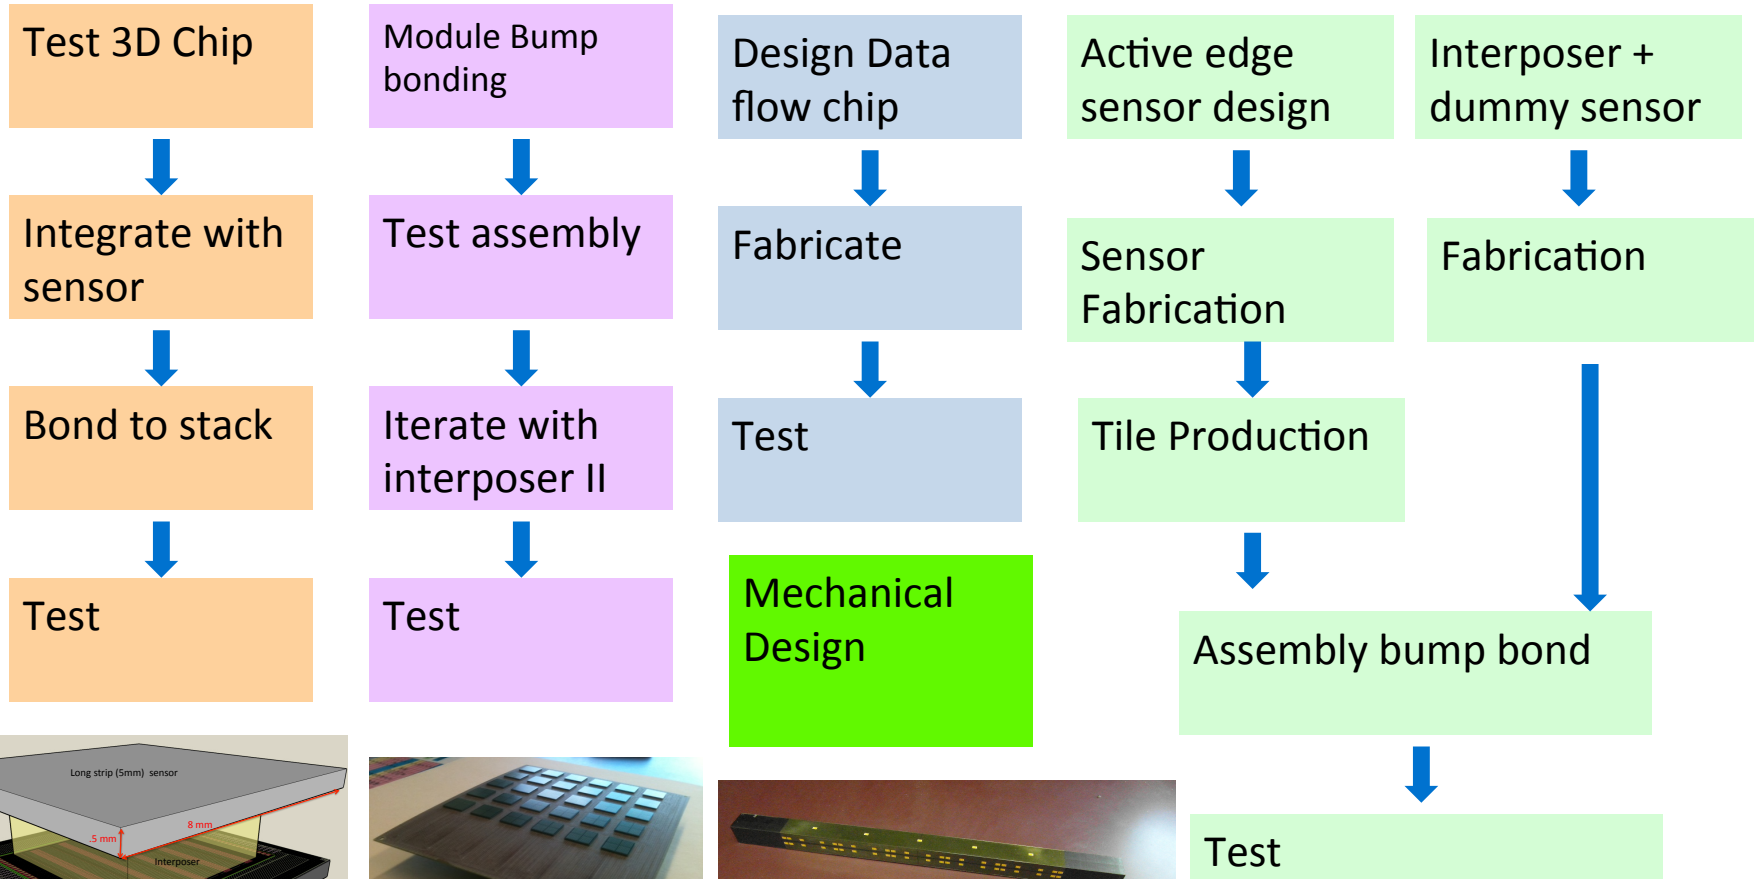 Test 3D Chip
Integrate with
sensor
Bond to stack
Test
Module Bump
bonding
Test assembly
Iterate with
interposer II
Test
Design Data
flow chip
Fabricate
Test
Mechanical
Design
Active edge
sensor design
Sensor
Fabrication
Tile Production
Interposer +
dummy sensor
Fabrication
Assembly bump bond
Test
Long strip (5mm) sensor
8 mm
.5 mm
Interposer